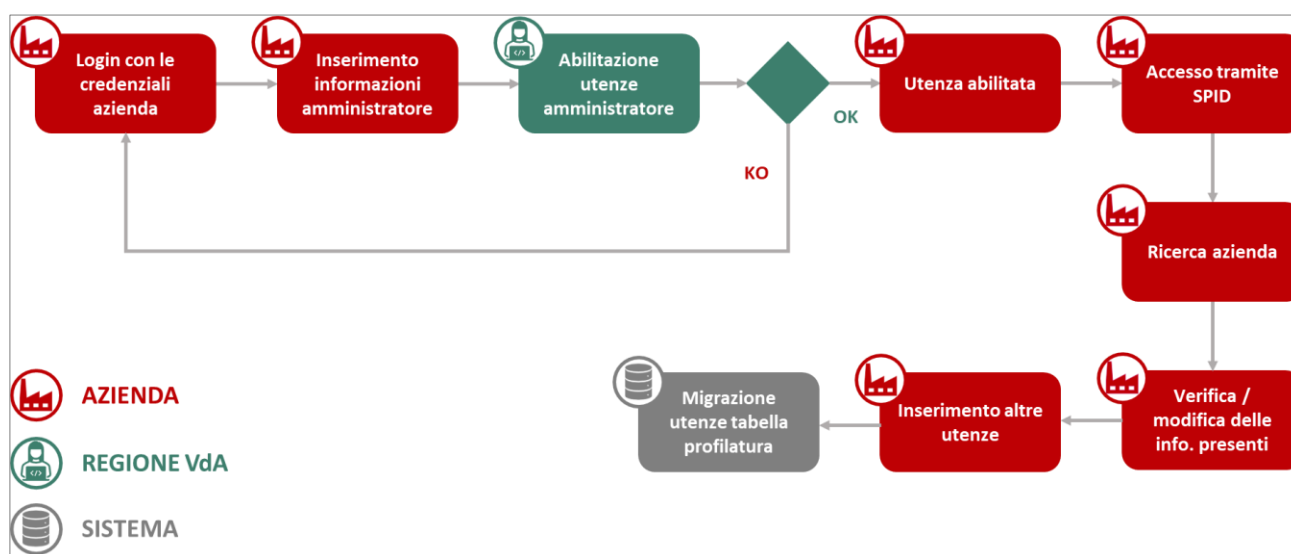 Login con le
credenziali
azienda
Inserimento
informazioni
amministratore
Abilitazione
utenze
amministratore
OK
KO
Utenza abilitata
Accesso tramite
SPID
Ricerca azienda
Verifica /
modifica delle
info. presenti
Inserimento altre
utenze
Migrazione
utenze tabella
profilatura
AZIENDA
REGIONE VdA
SISTEMA